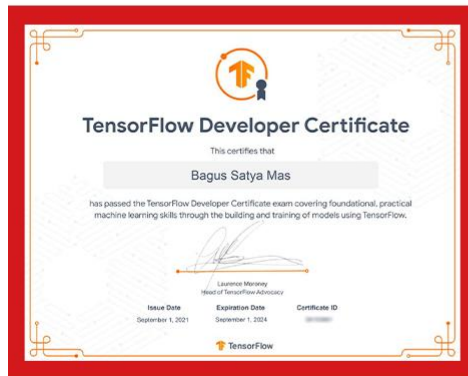 TensorFlow Developer Certificate
This certifies that
Bagus Satya Mas
has passed the TensorFlow Developer Certificate exam covering foundational, practical
machine learning skills through the building and training of models using TensorFlow.
Laurence Moroney
Head of TensorFlow Advocacy
Issue Date Expiration Date Certificate ID
September 1, 2021 September 1, 2024
TensorFlow